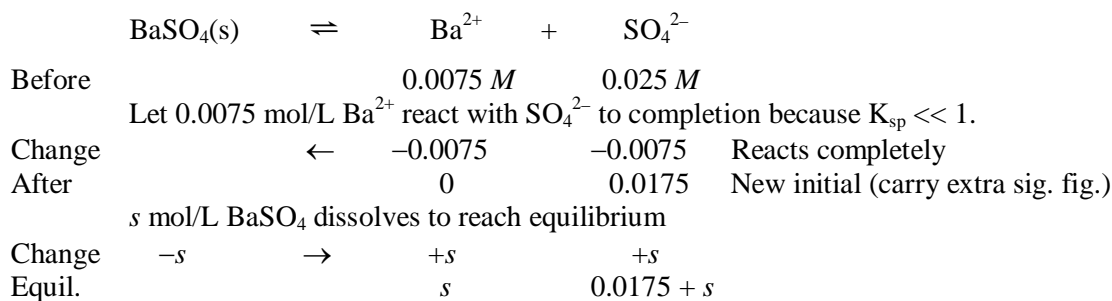 BaSO₄(s) ⇌ Ba²⁺ + SO₄²⁻
Before 0.0075 M 0.025 M
Let 0.0075 mol/L Ba²⁺ react with SO₄²⁻ to completion because Kₛₚ << 1.
Change ← −0.0075 −0.0075 Reacts completely
After 0 0.0175 New initial (carry extra sig. fig.)
s mol/L BaSO₄ dissolves to reach equilibrium
Change −s → +s +s
Equil. s 0.0175 + s